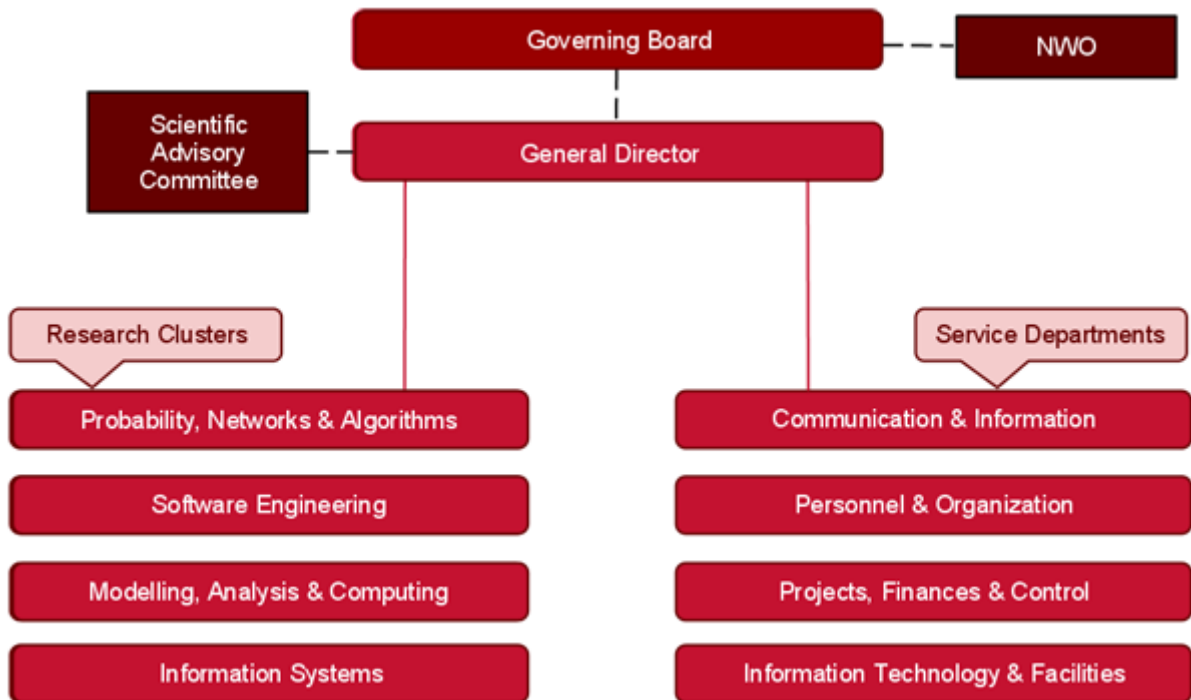 Governing Board
NWO
Scientific
Advisory
Committee
General Director
Research Clusters
Service Departments
Probability, Networks & Algorithms
Communication & Information
Software Engineering
Personnel & Organization
Modelling, Analysis & Computing
Projects, Finances & Control
Information Systems
Information Technology & Facilities